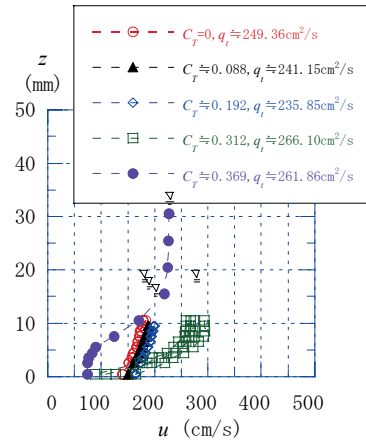 C_T=0, q_t=249.36cm²/s
C_T≒0.088, q_t≒241.15cm²/s
C_T≒0.192, q_t≒235.85cm²/s
C_T≒0.312, q_t≒266.10cm²/s
C_T≒0.369, q_t≒261.86cm²/s
z
(mm)
50
40
30
20
10
0
0 100 200 300 400 500
u (cm/s)